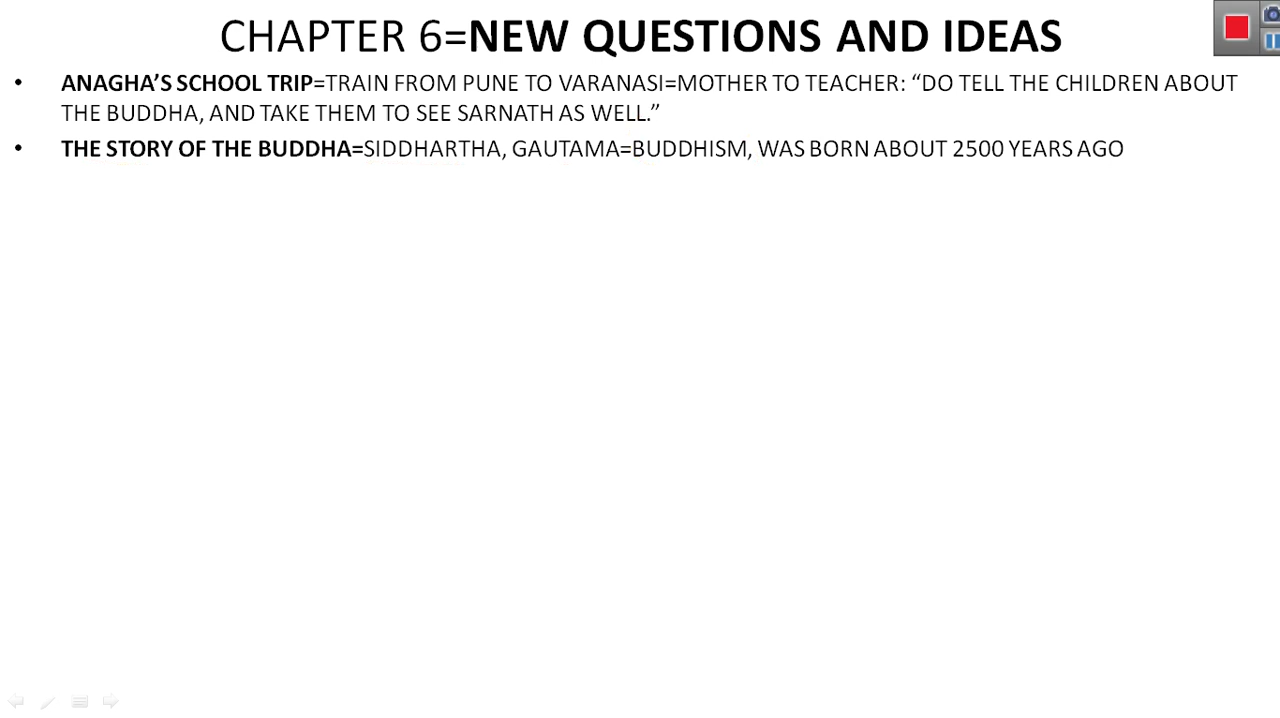 CHAPTER 6=NEW QUESTIONS AND IDEAS
• ANAGHA’S SCHOOL TRIP=TRAIN FROM PUNE TO VARANASI=MOTHER TO TEACHER: “DO TELL THE CHILDREN ABOUT
THE BUDDHA, AND TAKE THEM TO SEE SARNATH AS WELL.”
• THE STORY OF THE BUDDHA=SIDDHARTHA, GAUTAMA=BUDDHISM, WAS BORN ABOUT 2500 YEARS AGO